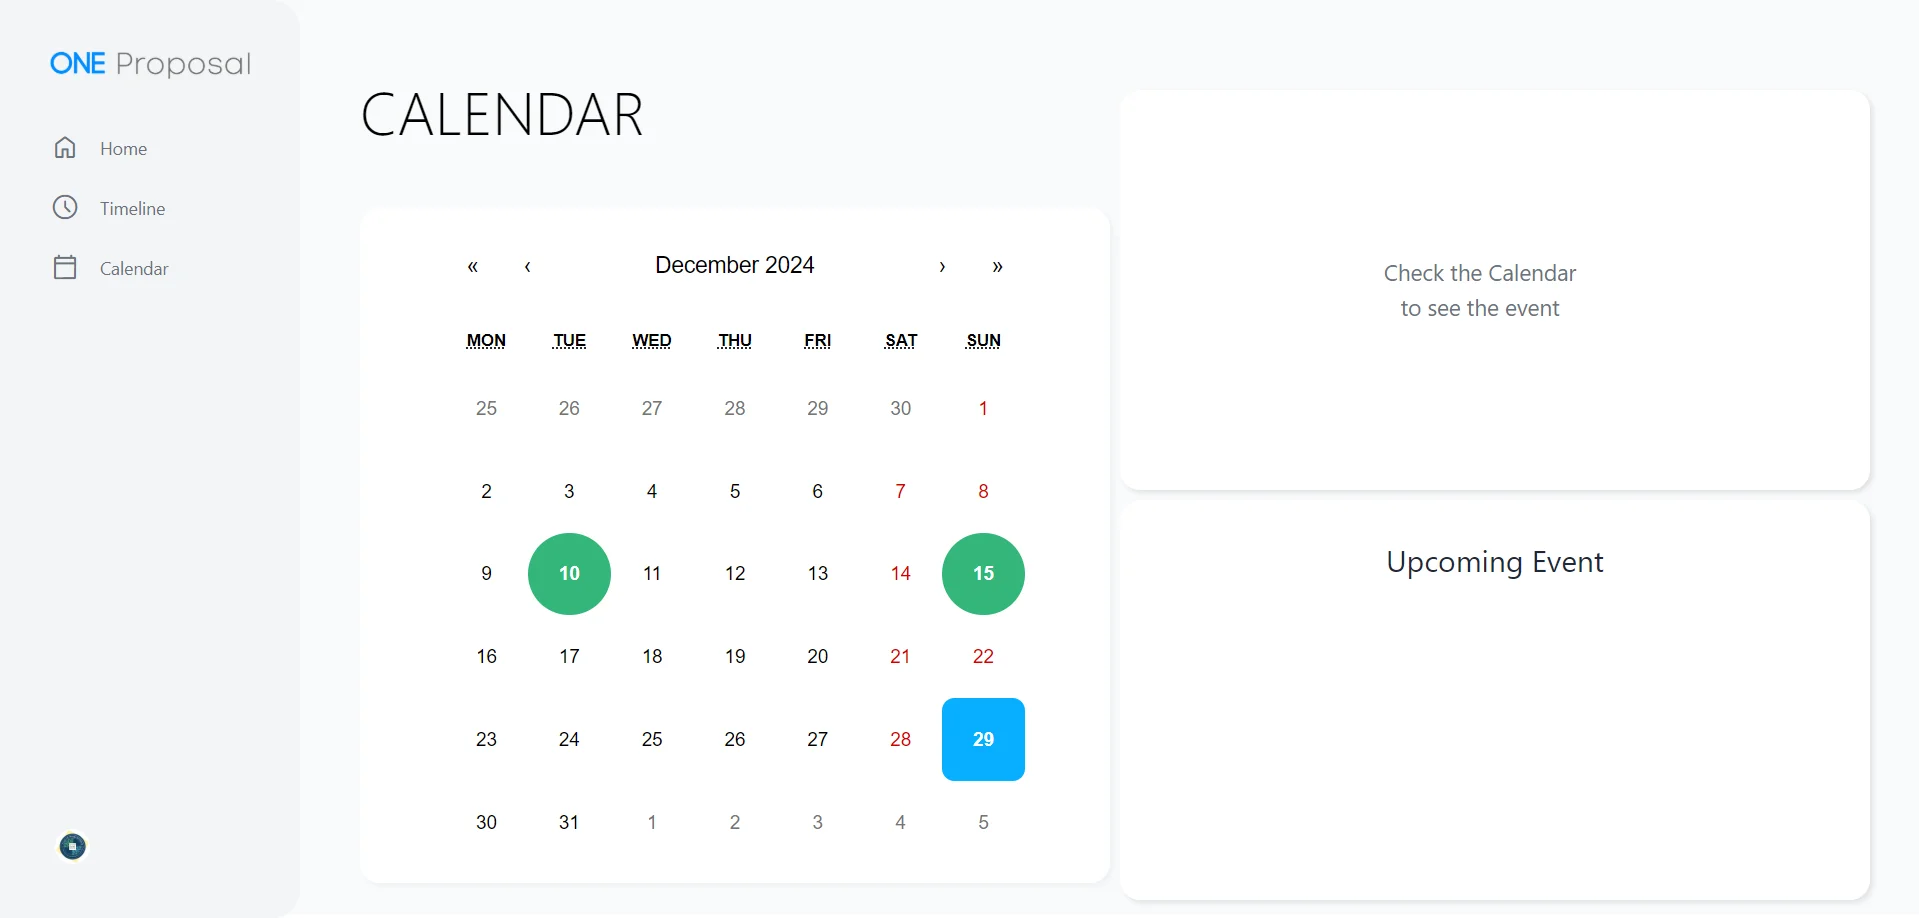 ONE Proposal
Home
Timeline
Calendar
CALENDAR
« ‹ December 2024 › »
MON TUE WED THU FRI SAT SUN
25 26 27 28 29 30 1
2 3 4 5 6 7 8
9 10 11 12 13 14 15
16 17 18 19 20 21 22
23 24 25 26 27 28 29
30 31 1 2 3 4 5
Check the Calendar
to see the event
Upcoming Event